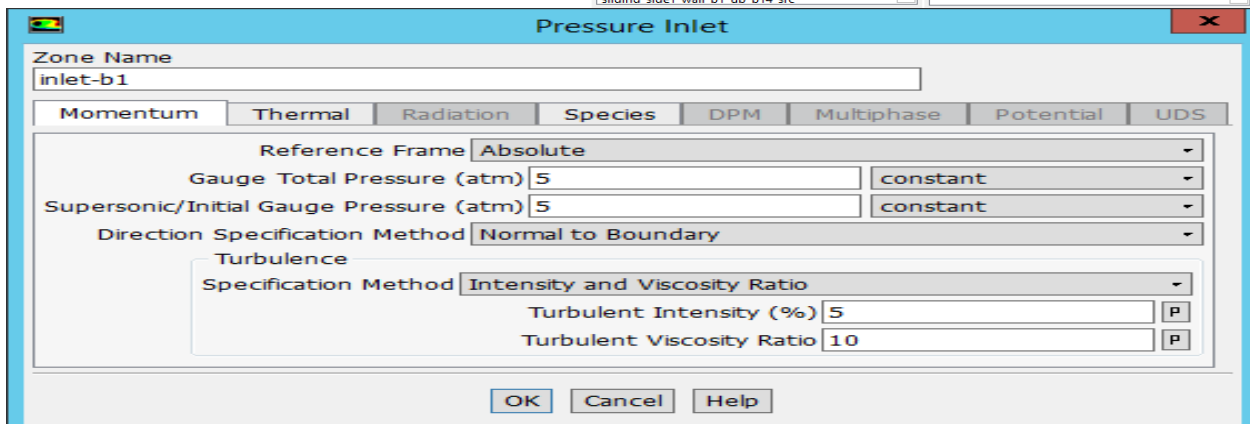 Pressure Inlet
Zone Name
inlet-b1
Momentum Thermal Radiation Species DPM Multiphase Potential UDS
Reference Frame Absolute
Gauge Total Pressure (atm) 5 constant
Supersonic/Initial Gauge Pressure (atm) 5 constant
Direction Specification Method Normal to Boundary
Turbulence
Specification Method Intensity and Viscosity Ratio
Turbulent Intensity (%) 5 P
Turbulent Viscosity Ratio 10 P
OK Cancel Help